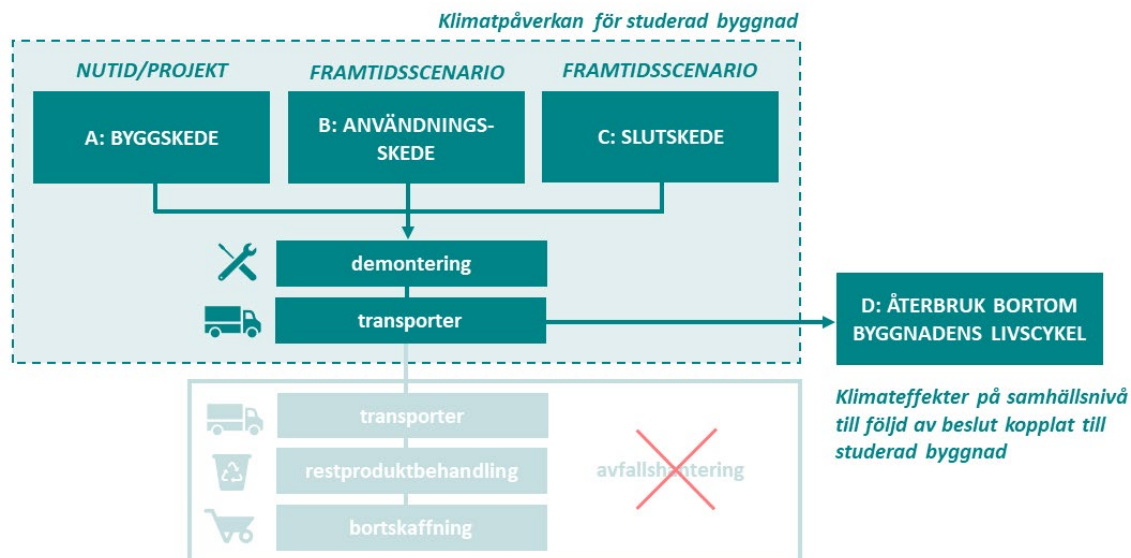 Klimatpåverkan för studerad byggnad
NUTID/PROJEKT
FRAMTIDSSCENARIO
FRAMTIDSSCENARIO
A: BYGGSKEDE
B: ANVÄNDNINGS-
SKEDE
C: SLUTSKEDE
demontering
transporter
D: ÅTERBRUK BORTOM
BYGGNADENS LIVSCYKEL
Klimateffekter på samhällsnivå
till följd av beslut kopplat till
studerad byggnad
transporter
restproduktbehandling
avfallshantering
bortskaffning